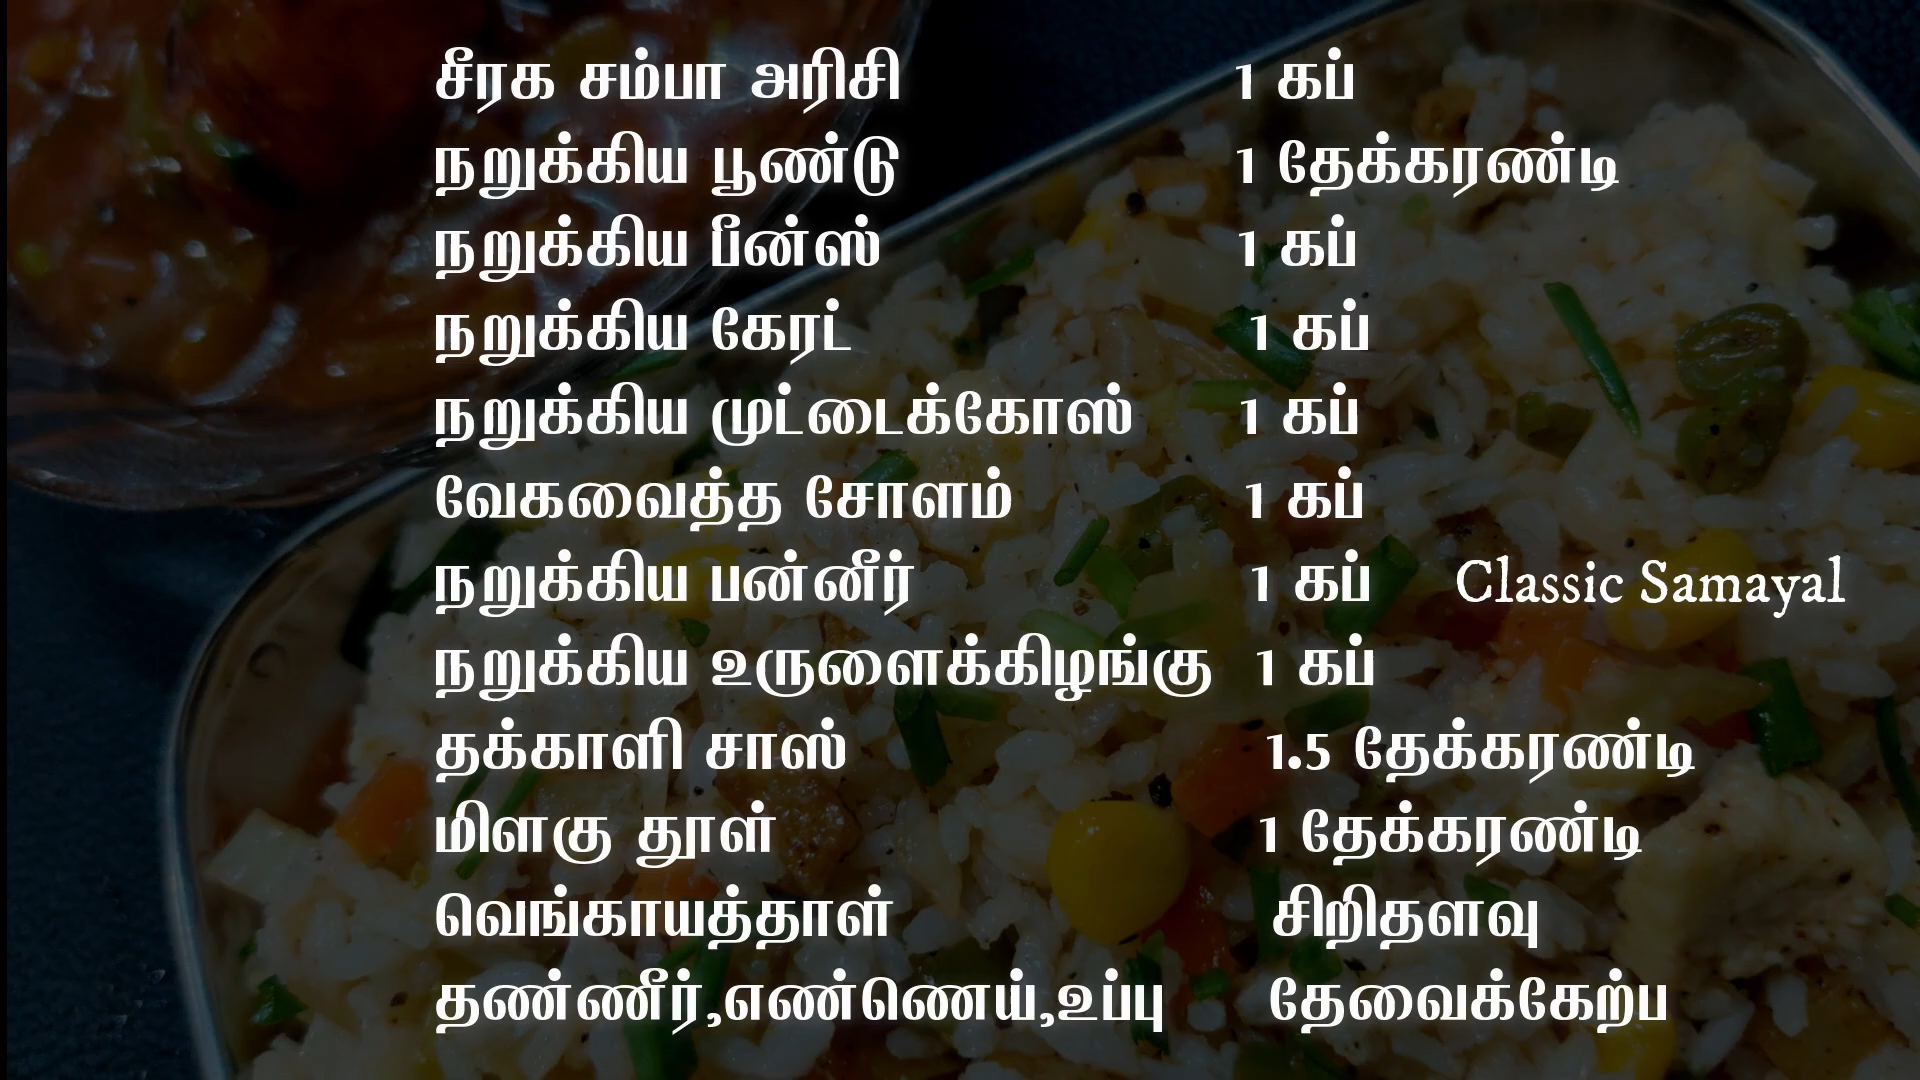 சீரக சம்பா அரிசி 1 கப்
நறுக்கிய பூண்டு 1 தேக்கரண்டி
நறுக்கிய பீன்ஸ் 1 கப்
நறுக்கிய கேரட் 1 கப்
நறுக்கிய முட்டைக்கோஸ் 1 கப்
வேகவைத்த சோளம் 1 கப்
நறுக்கிய பன்னீர் 1 கப் Classic Samayal
நறுக்கிய உருளைக்கிழங்கு 1 கப்
தக்காளி சாஸ் 1.5 தேக்கரண்டி
மிளகு தூள் 1 தேக்கரண்டி
வெங்காயத்தாள் சிறிதளவு
தண்ணீர்,எண்ணெய்,உப்பு தேவைக்கேற்ப